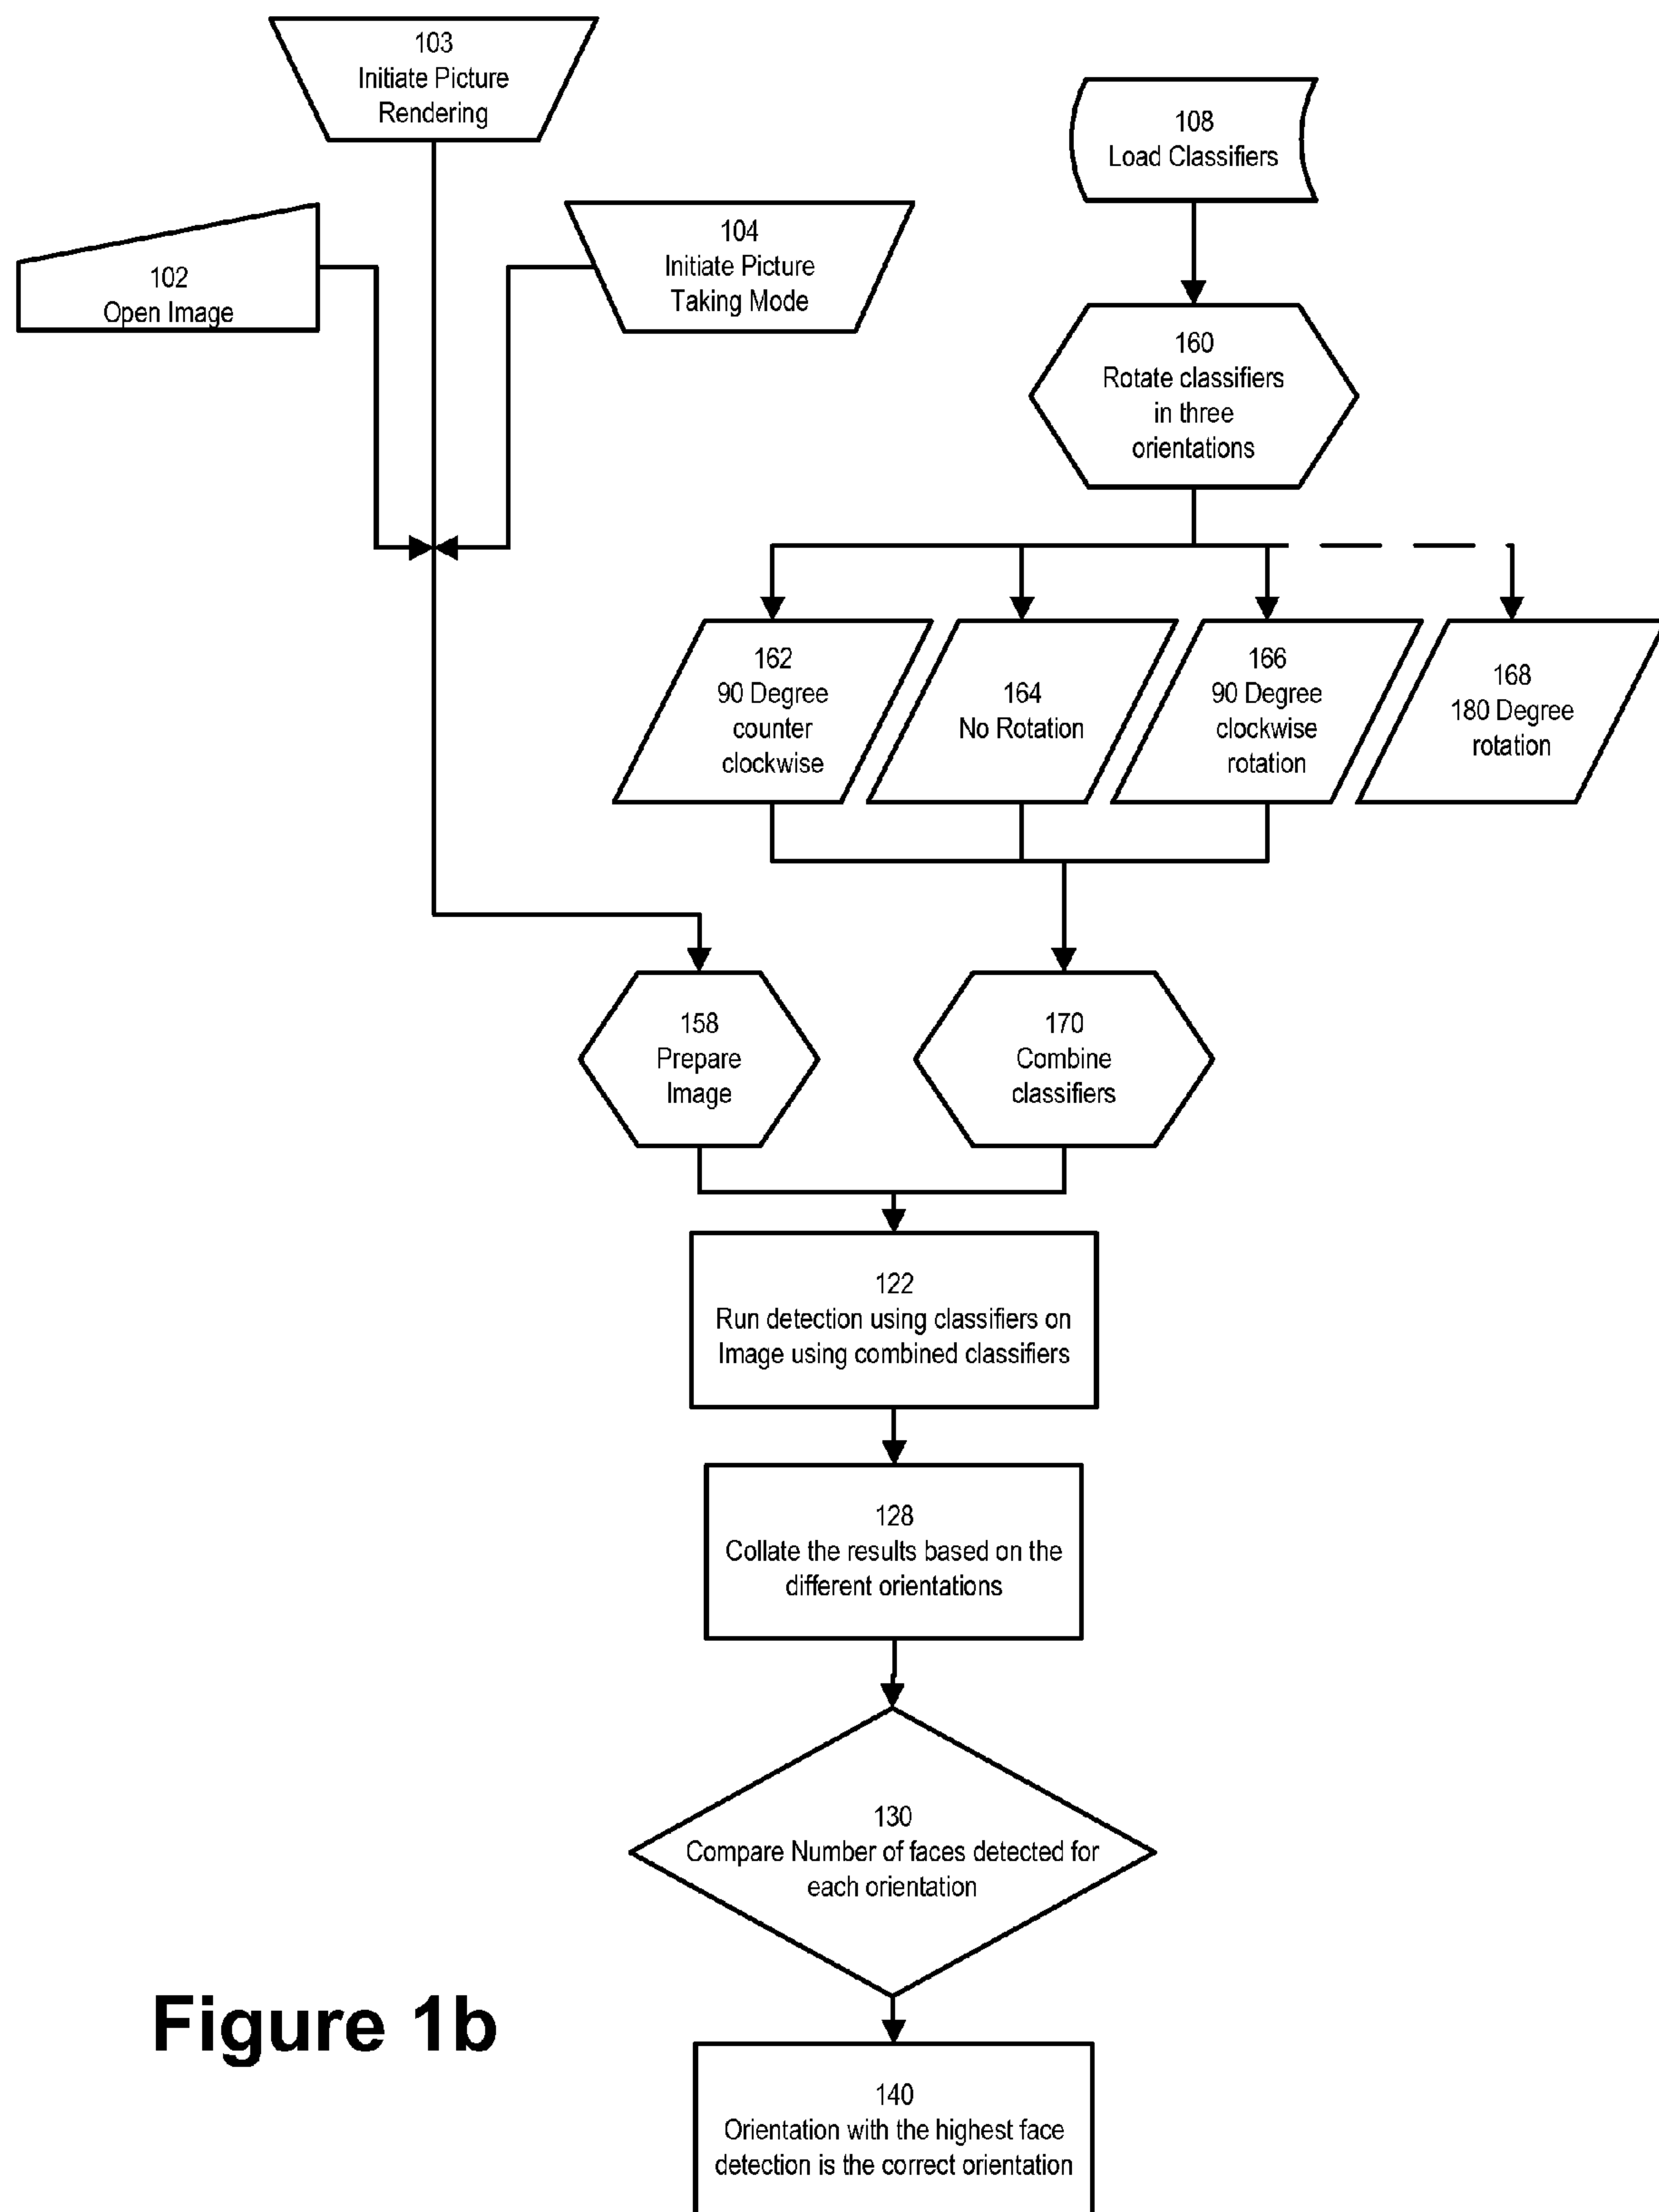 103
Initiate Picture
Rendering
108
Load Classifiers
102
Open Image
104
Initiate Picture
Taking Mode
160
Rotate classifiers
in three
orientations
162
90 Degree
counter
clockwise
164
No Rotation
166
90 Degree
clockwise
rotation
168
180 Degree
rotation
158
Prepare
Image
170
Combine
classifiers
122
Run detection using classifiers on
Image using combined classifiers
128
Collate the results based on the
different orientations
130
Compare Number of faces detected for
each orientation
Figure 1b
140
Orientation with the highest face
detection is the correct orientation